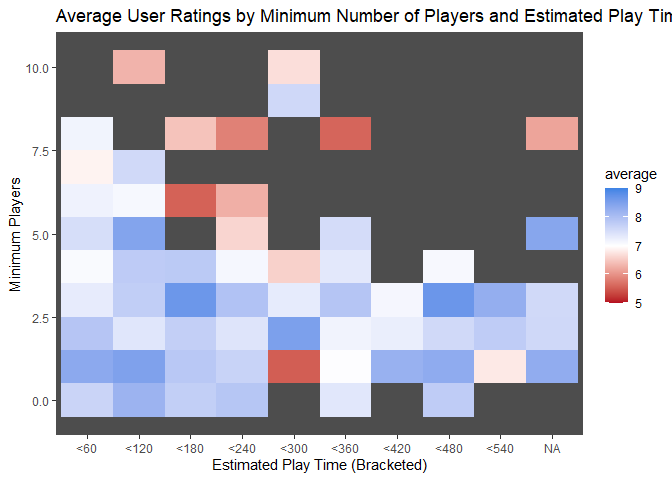 Average User Ratings by Minimum Number of Players and Estimated Play Tim
10.0
7.5
5.0
2.5
0.0
Minimum Players
<60 <120 <180 <240 <300 <360 <420 <480 <540 NA
Estimated Play Time (Bracketed)
average
9
8
7
6
5